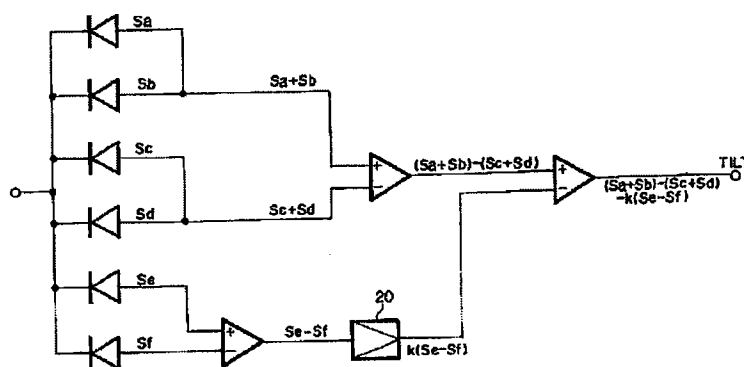 Sa
Sb
Sa+Sb
Sc
(Sa+Sb)-(Sc+Sd)
TILT
(Sa+Sb)-(Sc+Sd)
-k(Se-Sf)
Sd
Sc+Sd
Se
20
Sf
Se-Sf
k(Se-Sf)
+
-
+
-
+
-